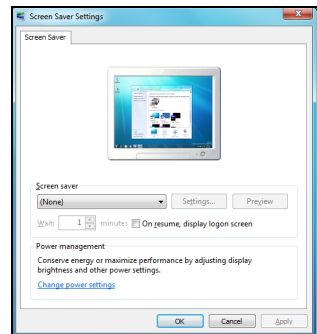 Screen Saver Settings
Screen Saver
Screen saver
(None)
Settings...
Preview
Wait: 1 minutes On resume, display logon screen
Power management
Conserve energy or maximize performance by adjusting display
brightness and other power settings.
Change power settings
OK Cancel Apply